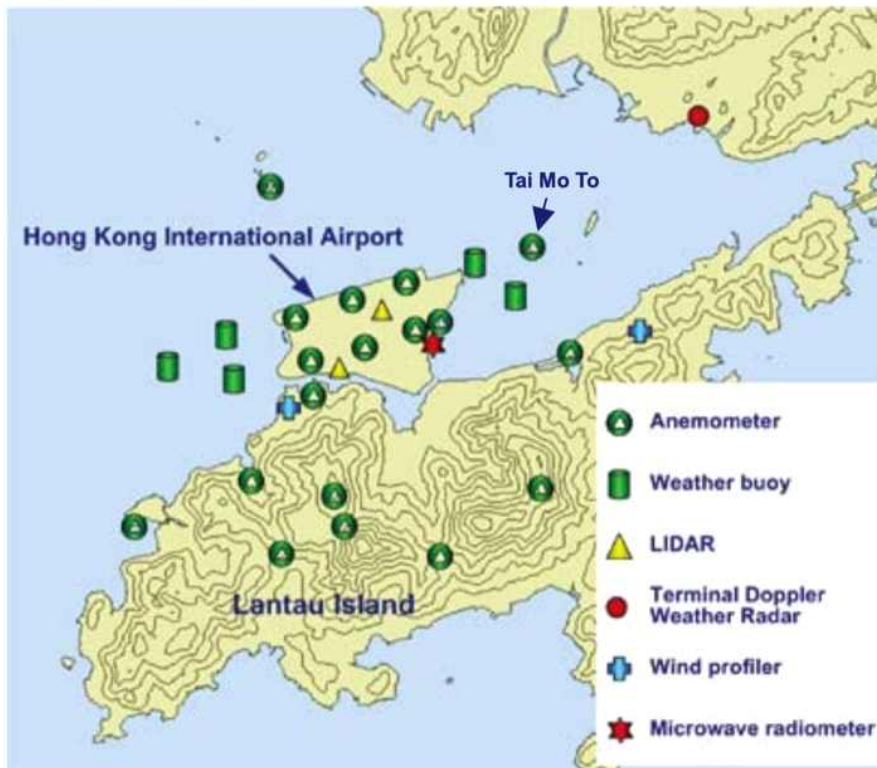 Tai Mo To
Hong Kong International Airport
Anemometer
Weather buoy
LIDAR
Lantau Island
Terminal Doppler
Weather Radar
Wind profiler
Microwave radiometer